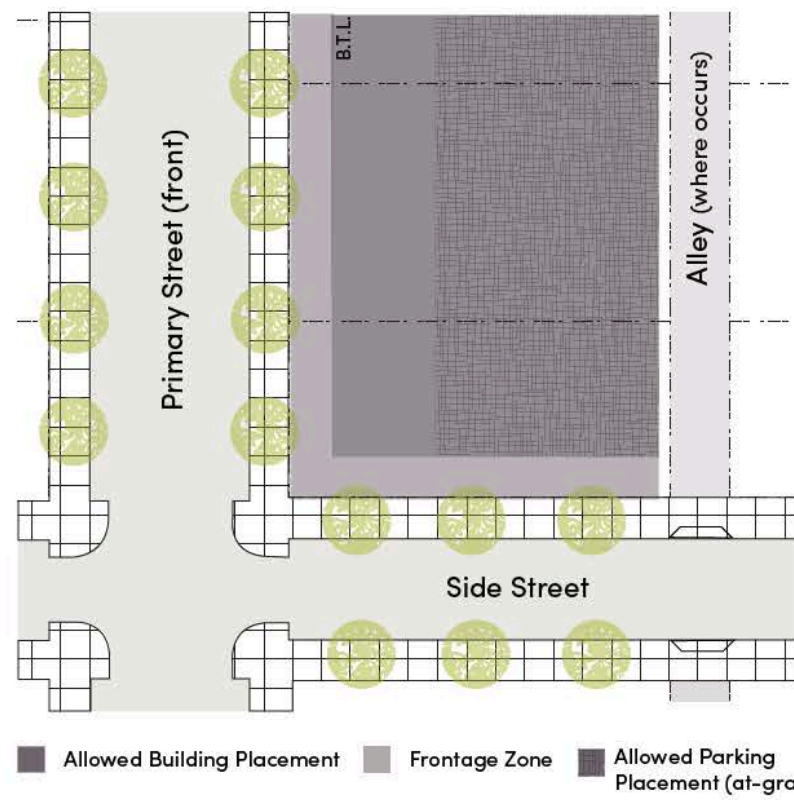 B.T.L.
Primary Street (front)
Alley (where occurs)
Side Street
Allowed Building Placement
Frontage Zone
Allowed Parking
Placement (at-gra